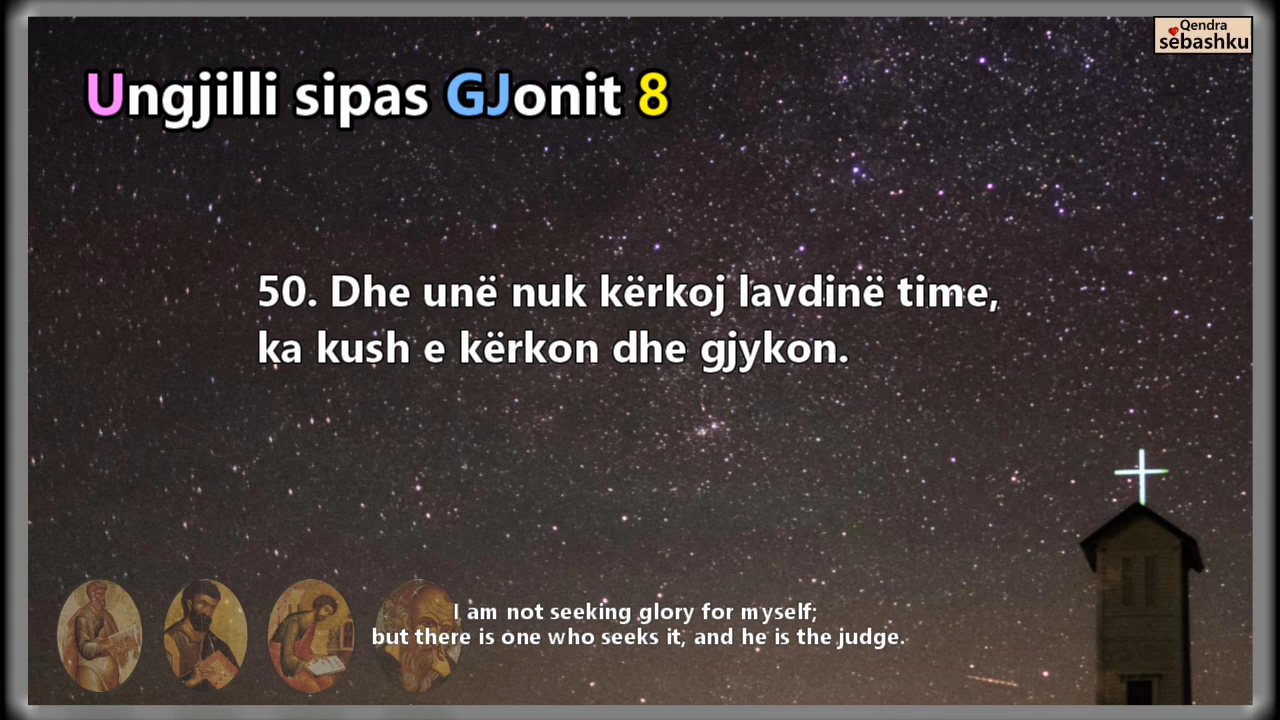 Qendra
sebashku
Ungjilli sipas GJonit 8
50. Dhe unë nuk kërkoj lavdinë time,
ka kush e kërkon dhe gjykon.
I am not seeking glory for myself;
but there is one who seeks it, and he is the judge.